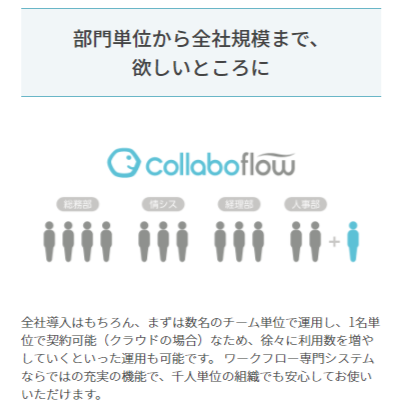 部門単位から全社規模まで、
欲しいところに
collaboflow
総務部 情シス 経理部 人事部
+
全社導入はもちろん、まずは数名のチーム単位で運用し、1名単
位で契約可能（クラウドの場合）なため、徐々に利用数を増や
していくといった運用も可能です。 ワークフロー専門システム
ならではの充実の機能で、千人単位の組織でも安心してお使い
いただけます。